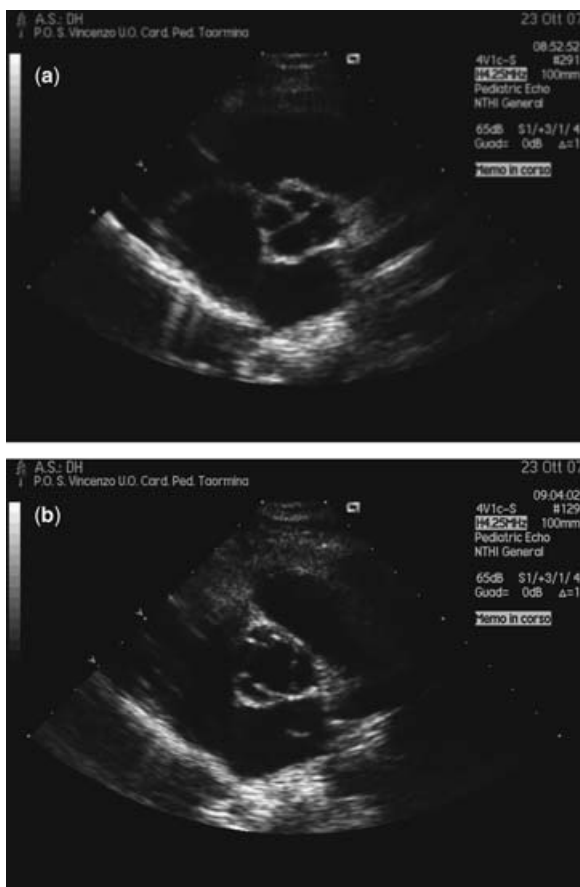 A.S.: DH
P.O. S. Vincenzo U.O. Card. Ped. Taormina
23 Ott 07
08:52:52
(a)
4V1c-S #291
H4.25MHz 100mm
Pediatric Echo
NTHI General
65dB S1/+3/1/4
Guad= 0dB Δ=1
Memo in corso
A.S.: DH
P.O. S. Vincenzo U.O. Card. Ped. Taormina
23 Ott 07
09:04:02
(b)
4V1c-S #129
H4.25MHz 100mm
Pediatric Echo
NTHI General
65dB S1/+3/1/4
Guad= 0dB Δ=1
Memo in corso